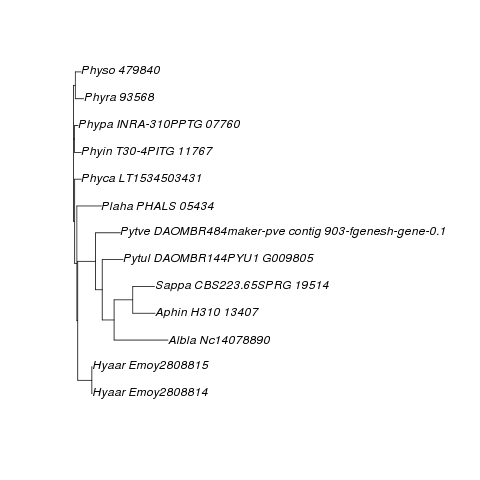 Physo 479840
Phyra 93568
Phypa INRA-310PPTG 07760
Phyin T30-4PITG 11767
Phyca LT1534503431
Plaha PHALS 05434
Pytve DAOMBR484maker-pve contig 903-fgenesh-gene-0.1
Pytul DAOMBR144PYU1 G009805
Sappa CBS223.65SPRG 19514
Aphin H310 13407
Albla Nc14078890
Hyaar Emoy2808815
Hyaar Emoy2808814